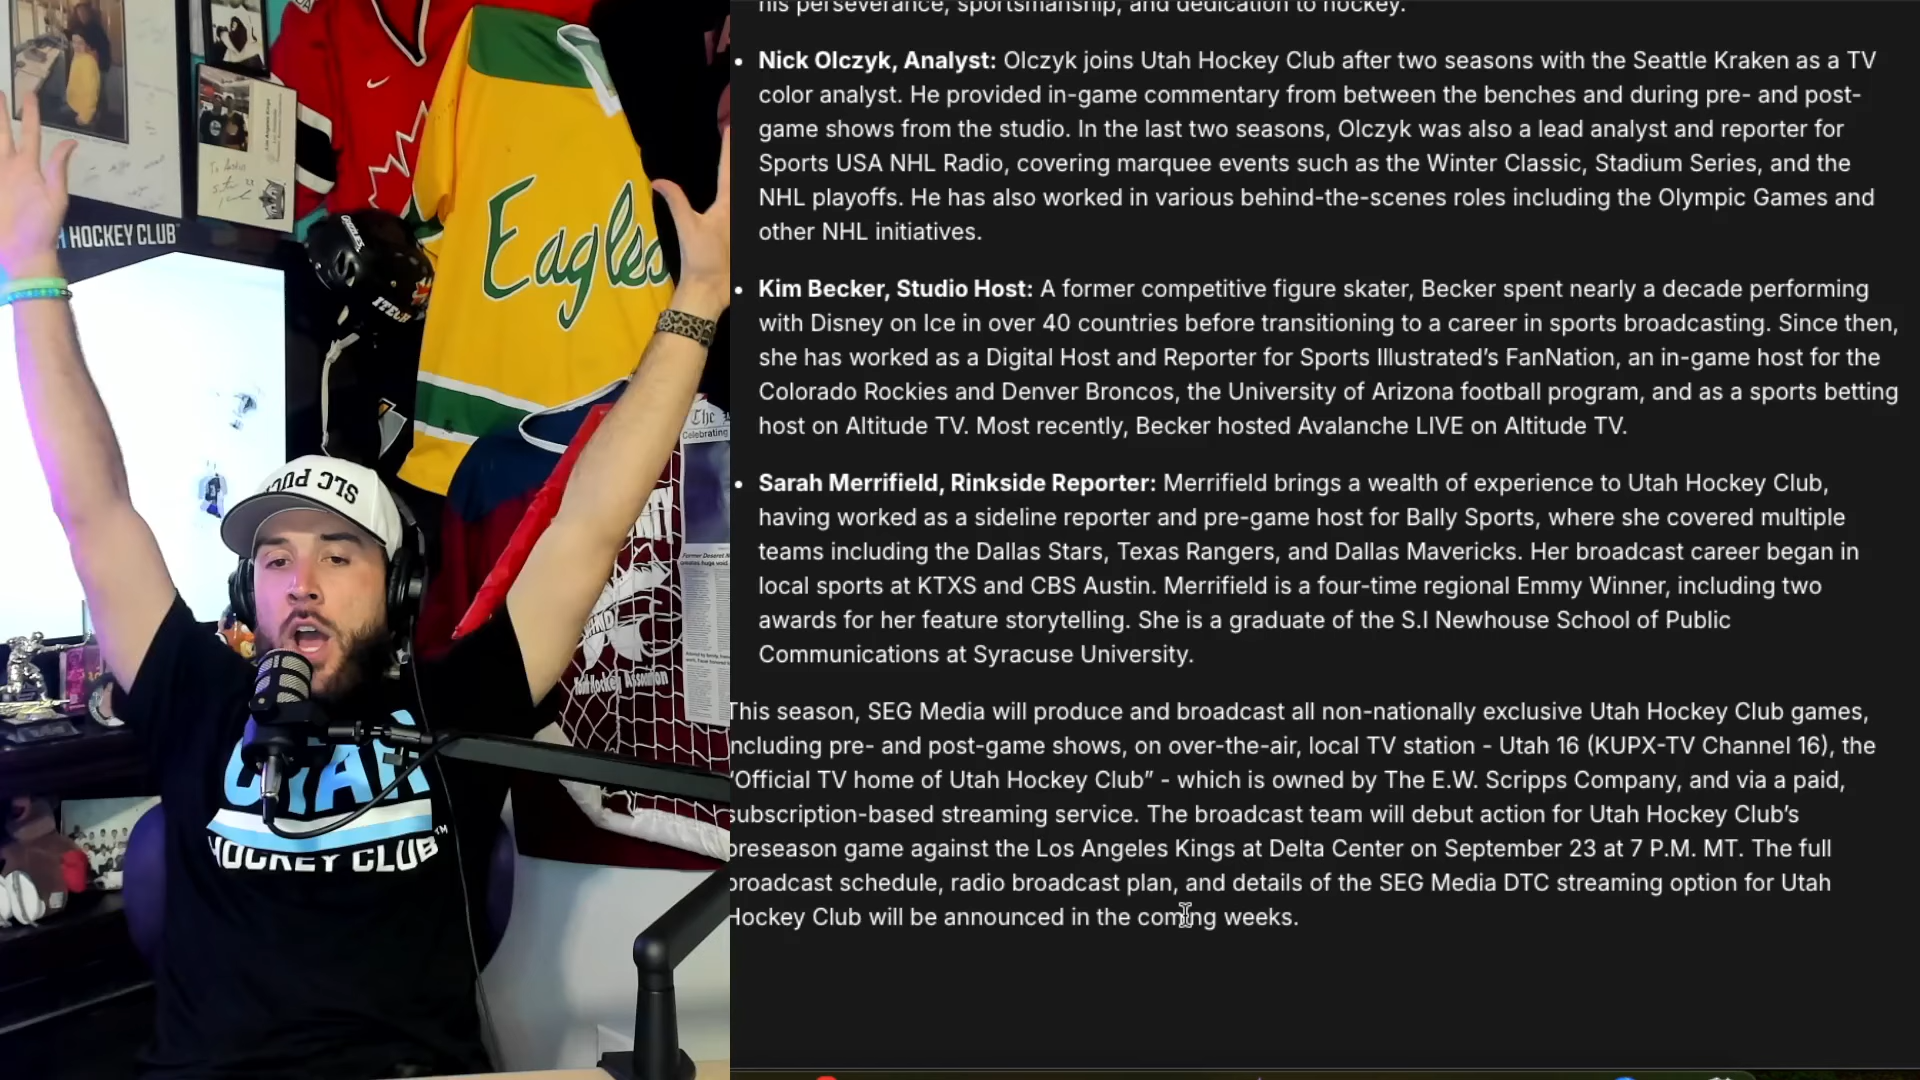 his perseverance, sportsmanship, and dedication to hockey.
• Nick Olczyk, Analyst: Olczyk joins Utah Hockey Club after two seasons with the Seattle Kraken as a TV
color analyst. He provided in-game commentary from between the benches and during pre- and post-
game shows from the studio. In the last two seasons, Olczyk was also a lead analyst and reporter for
Sports USA NHL Radio, covering marquee events such as the Winter Classic, Stadium Series, and the
NHL playoffs. He has also worked in various behind-the-scenes roles including the Olympic Games and
other NHL initiatives.
• Kim Becker, Studio Host: A former competitive figure skater, Becker spent nearly a decade performing
with Disney on Ice in over 40 countries before transitioning to a career in sports broadcasting. Since then,
she has worked as a Digital Host and Reporter for Sports Illustrated’s FanNation, an in-game host for the
Colorado Rockies and Denver Broncos, the University of Arizona football program, and as a sports betting
host on Altitude TV. Most recently, Becker hosted Avalanche LIVE on Altitude TV.
• Sarah Merrifield, Rinkside Reporter: Merrifield brings a wealth of experience to Utah Hockey Club,
having worked as a sideline reporter and pre-game host for Bally Sports, where she covered multiple
teams including the Dallas Stars, Texas Rangers, and Dallas Mavericks. Her broadcast career began in
local sports at KTXS and CBS Austin. Merrifield is a four-time regional Emmy Winner, including two
awards for her feature storytelling. She is a graduate of the S.I Newhouse School of Public
Communications at Syracuse University.
This season, SEG Media will produce and broadcast all non-nationally exclusive Utah Hockey Club games,
ncluding pre- and post-game shows, on over-the-air, local TV station - Utah 16 (KUPX-TV Channel 16), the
“Official TV home of Utah Hockey Club” - which is owned by The E.W. Scripps Company, and via a paid,
subscription-based streaming service. The broadcast team will debut action for Utah Hockey Club’s
preseason game against the Los Angeles Kings at Delta Center on September 23 at 7 P.M. MT. The full
broadcast schedule, radio broadcast plan, and details of the SEG Media DTC streaming option for Utah
Hockey Club will be announced in the coming weeks.
HOCKEY CLUB™
Eagles
ITECH
The
Celebrating
SLC PUCK
UTAH
HOCKEY CLUB™
Hockey Association